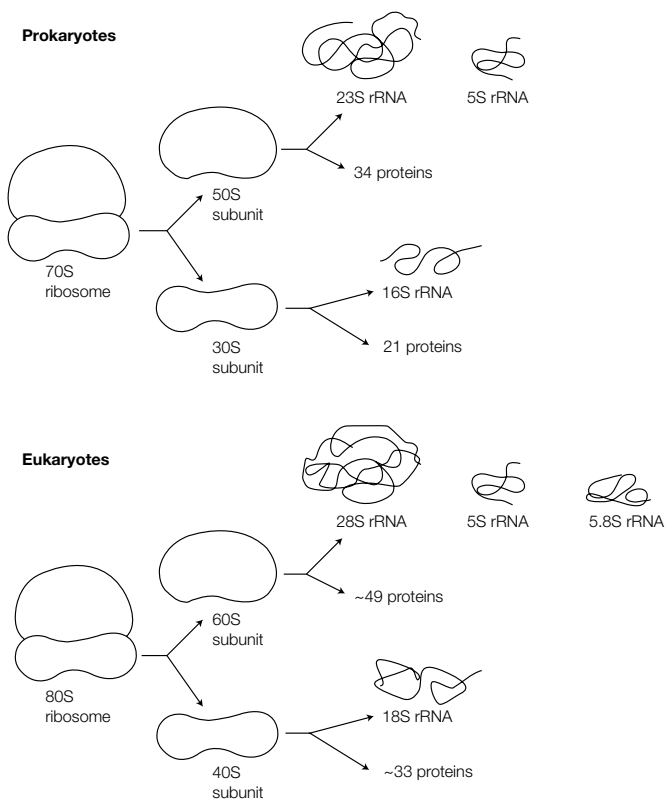 Prokaryotes
23S rRNA
5S rRNA
34 proteins
50S
subunit
70S
ribosome
16S rRNA
21 proteins
30S
subunit
Eukaryotes
28S rRNA
5S rRNA
5.8S rRNA
~49 proteins
60S
subunit
80S
ribosome
18S rRNA
~33 proteins
40S
subunit